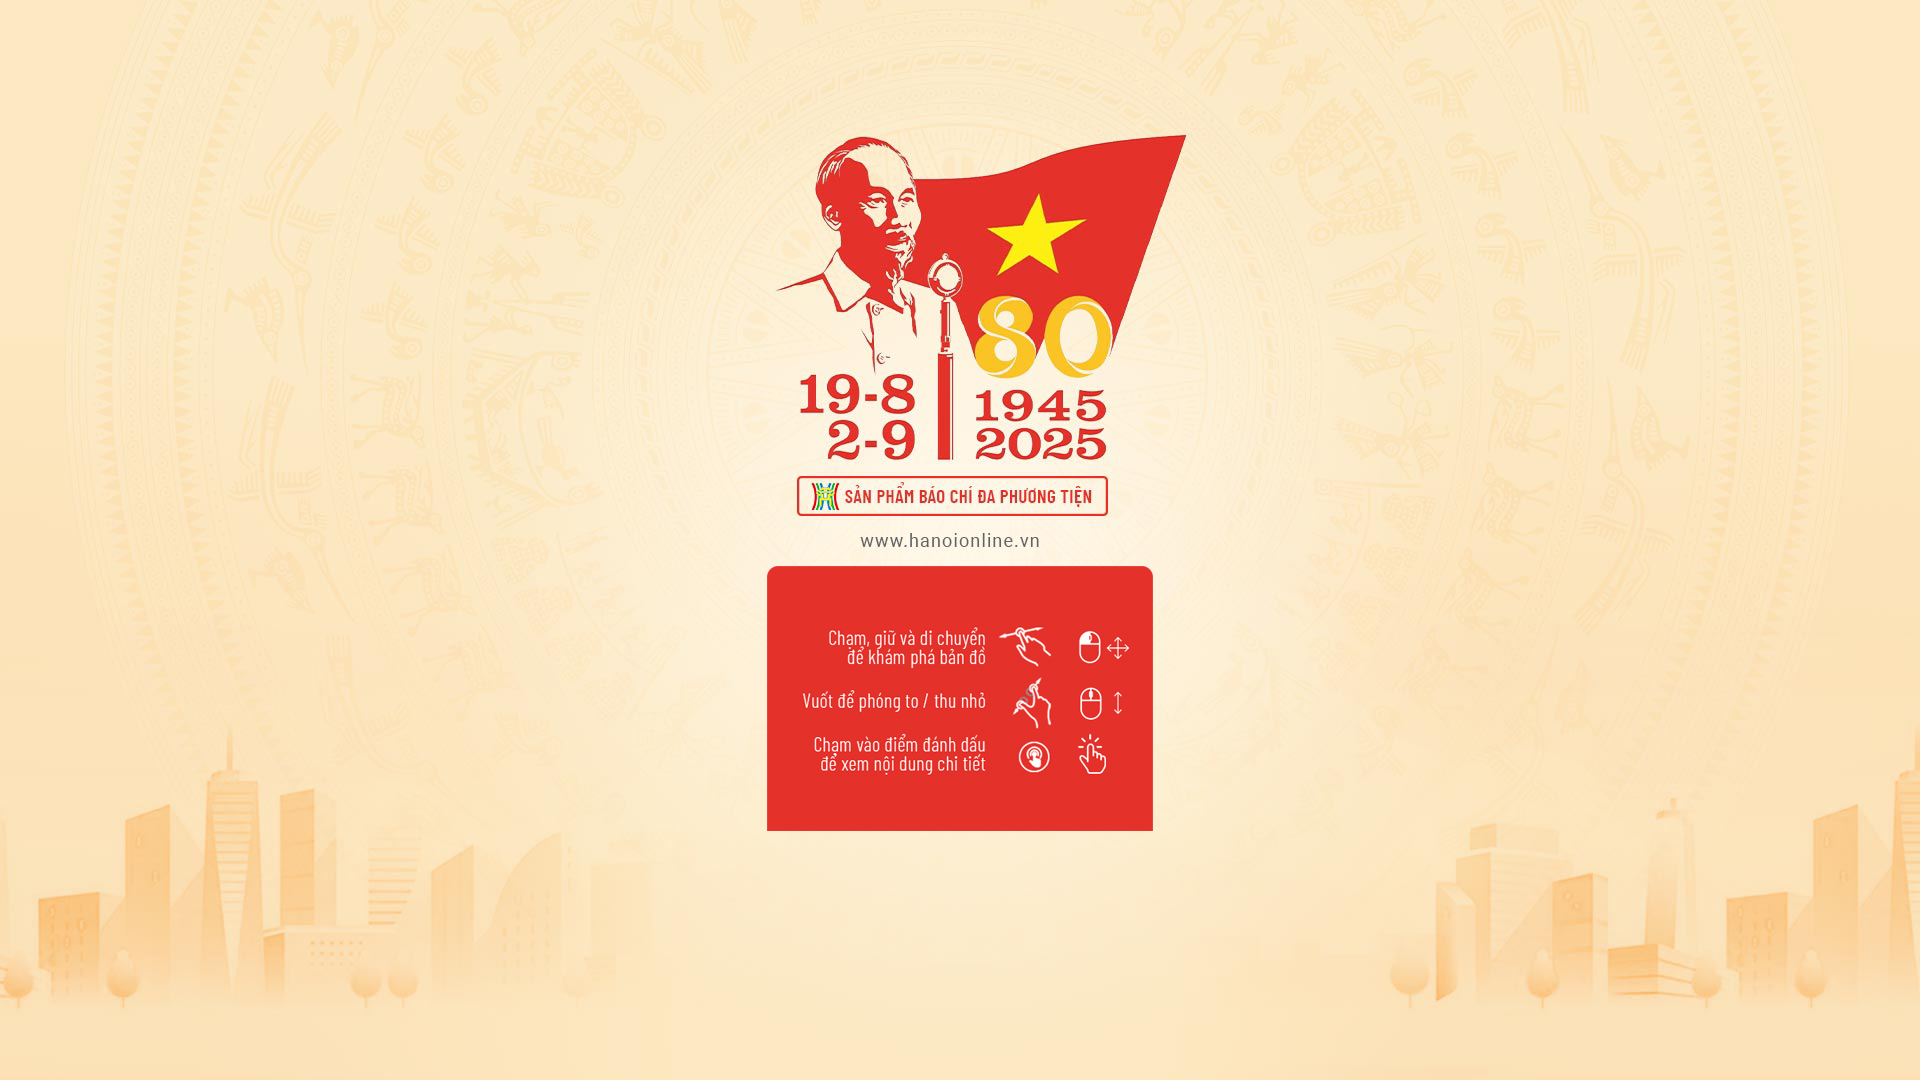 80
19-8
2-9
1945
2025
SẢN PHẨM BÁO CHÍ ĐA PHƯƠNG TIỆN
www.hanoionline.vn
Chạm, giữ và di chuyển
để khám phá bản đồ
Vuốt để phóng to / thu nhỏ
Chạm vào điểm đánh dấu
để xem nội dung chi tiết